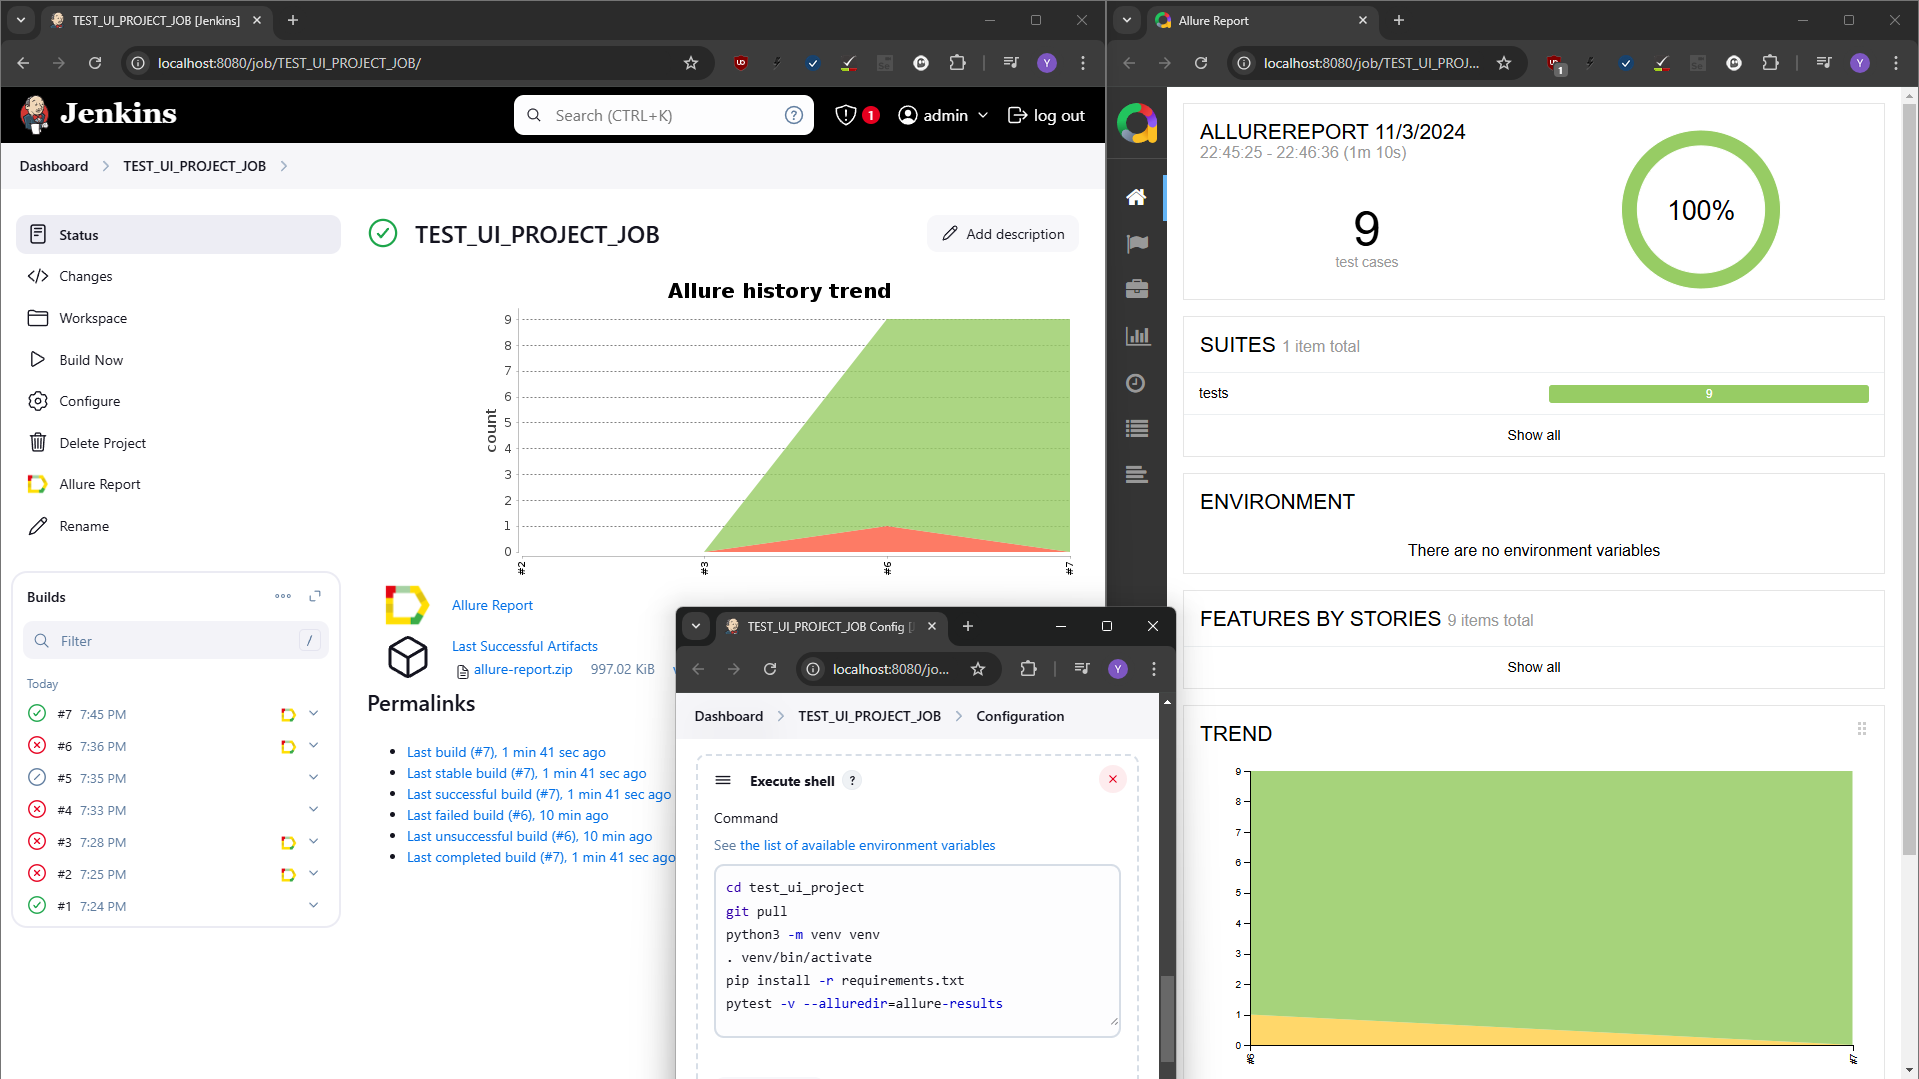 TEST_UI_PROJECT_JOB [Jenkins]
localhost:8080/job/TEST_UI_PROJECT_JOB/
Jenkins
Search (CTRL+K)
?
1
admin
log out
Dashboard
TEST_UI_PROJECT_JOB
Status
Changes
Workspace
Build Now
Configure
Delete Project
Allure Report
Rename
Builds
Filter
/
Today
#7 7:45 PM
#6 7:36 PM
#5 7:35 PM
#4 7:33 PM
#3 7:28 PM
#2 7:25 PM
#1 7:24 PM
TEST_UI_PROJECT_JOB
Add description
Allure history trend
count
9
8
7
6
5
4
3
2
1
0
#2
#3
#6
#7
Allure Report
Last Successful Artifacts
allure-report.zip 997.02 KiB
Permalinks
Last build (#7), 1 min 41 sec ago
Last stable build (#7), 1 min 41 sec ago
Last successful build (#7), 1 min 41 sec ago
Last failed build (#6), 10 min ago
Last unsuccessful build (#6), 10 min ago
Last completed build (#7), 1 min 41 sec ago
TEST_UI_PROJECT_JOB Config [
localhost:8080/jo...
Y
Dashboard
TEST_UI_PROJECT_JOB
Configuration
Execute shell ?
Command
See the list of available environment variables
cd test_ui_project
git pull
python3 -m venv venv
. venv/bin/activate
pip install -r requirements.txt
pytest -v --alluredir=allure-results
Allure Report
localhost:8080/job/TEST_UI_PROJ...
1
Y
ALLUREREPORT 11/3/2024
22:45:25 - 22:46:36 (1m 10s)
9
test cases
100%
SUITES 1 item total
tests
9
Show all
ENVIRONMENT
There are no environment variables
FEATURES BY STORIES 9 items total
Show all
TREND
9
8
7
6
5
4
3
2
1
0
#6
#7